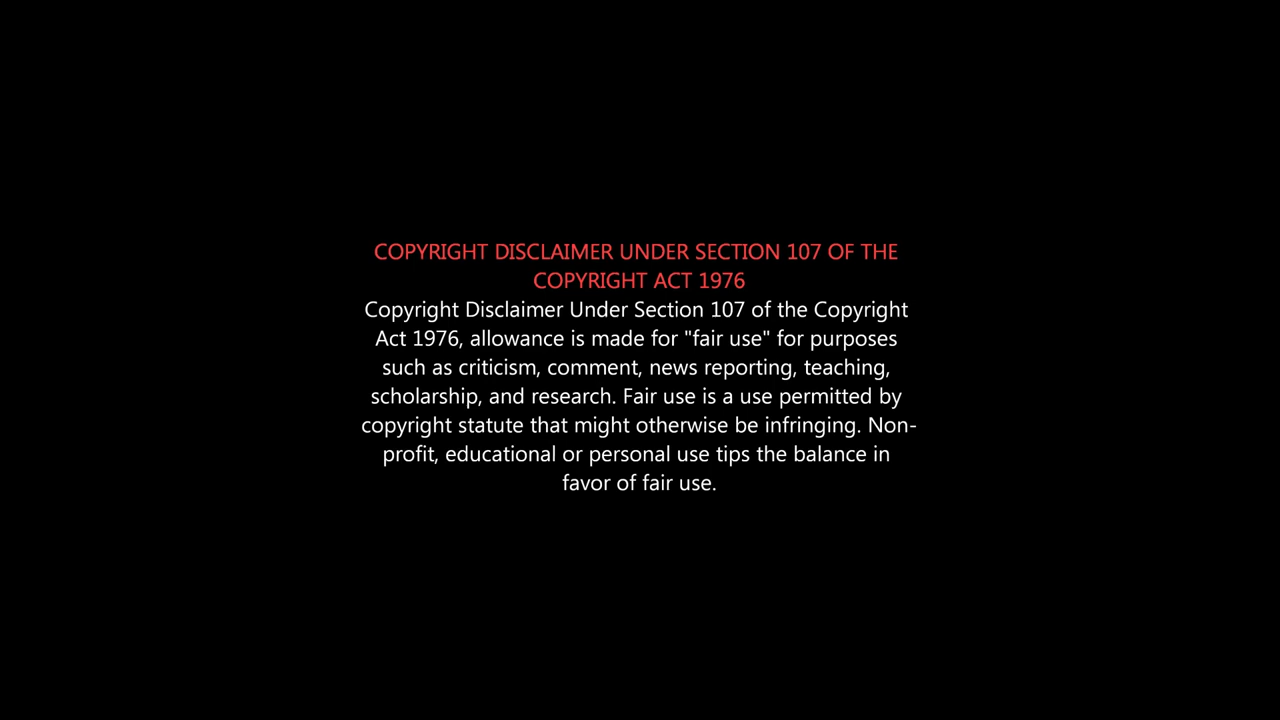 COPYRIGHT DISCLAIMER UNDER SECTION 107 OF THE
COPYRIGHT ACT 1976
Copyright Disclaimer Under Section 107 of the Copyright
Act 1976, allowance is made for "fair use" for purposes
such as criticism, comment, news reporting, teaching,
scholarship, and research. Fair use is a use permitted by
copyright statute that might otherwise be infringing. Non-
profit, educational or personal use tips the balance in
favor of fair use.